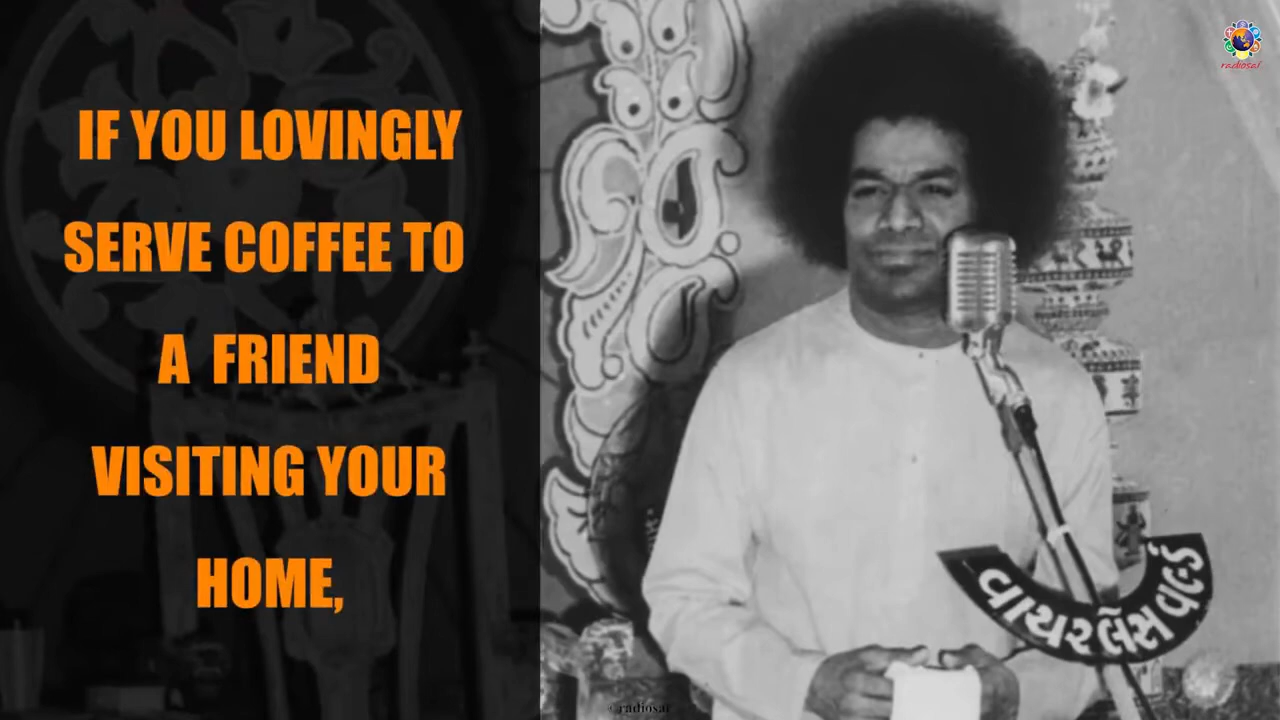 IF YOU LOVINGLY
SERVE COFFEE TO
A FRIEND
VISITING YOUR
HOME,
radiosai
વાયરલેસ વર્લ્ડ
©radiosai